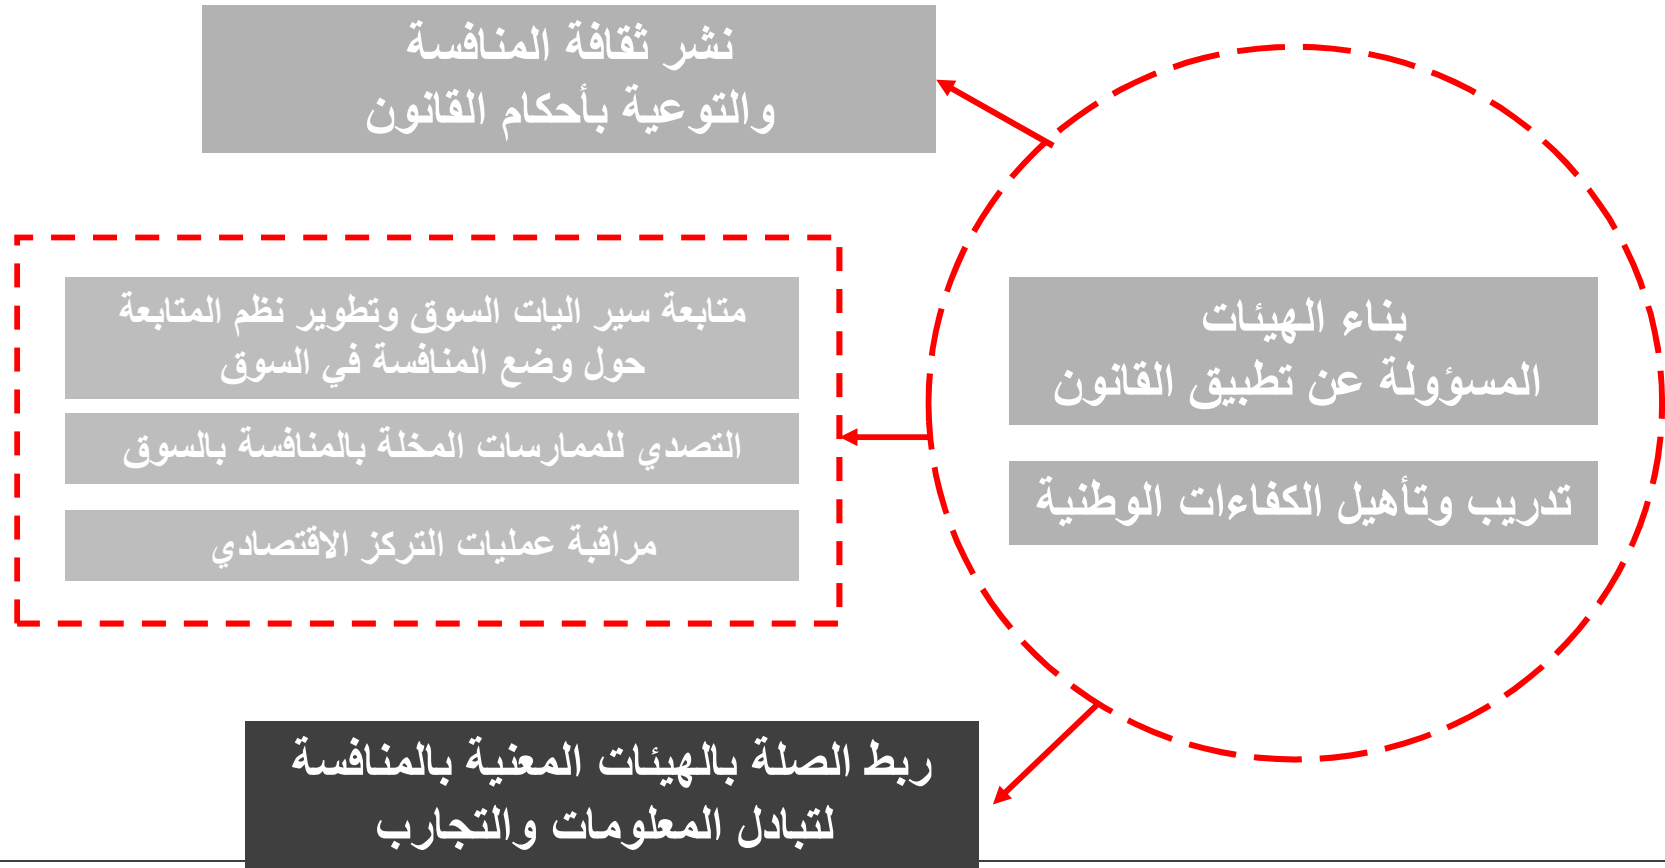 نشر ثقافة المنافسة
والتوعية بأحكام القانون
بناء الهيئات
المسؤولة عن تطبيق القانون
تدريب وتأهيل الكفاءات الوطنية
متابعة سير اليات السوق وتطوير نظم المتابعة
حول وضع المنافسة في السوق
التصدي للممارسات المخلة بالمنافسة بالسوق
مراقبة عمليات التركز الاقتصادي
ربط الصلة بالهيئات المعنية بالمنافسة
لتبادل المعلومات والتجارب